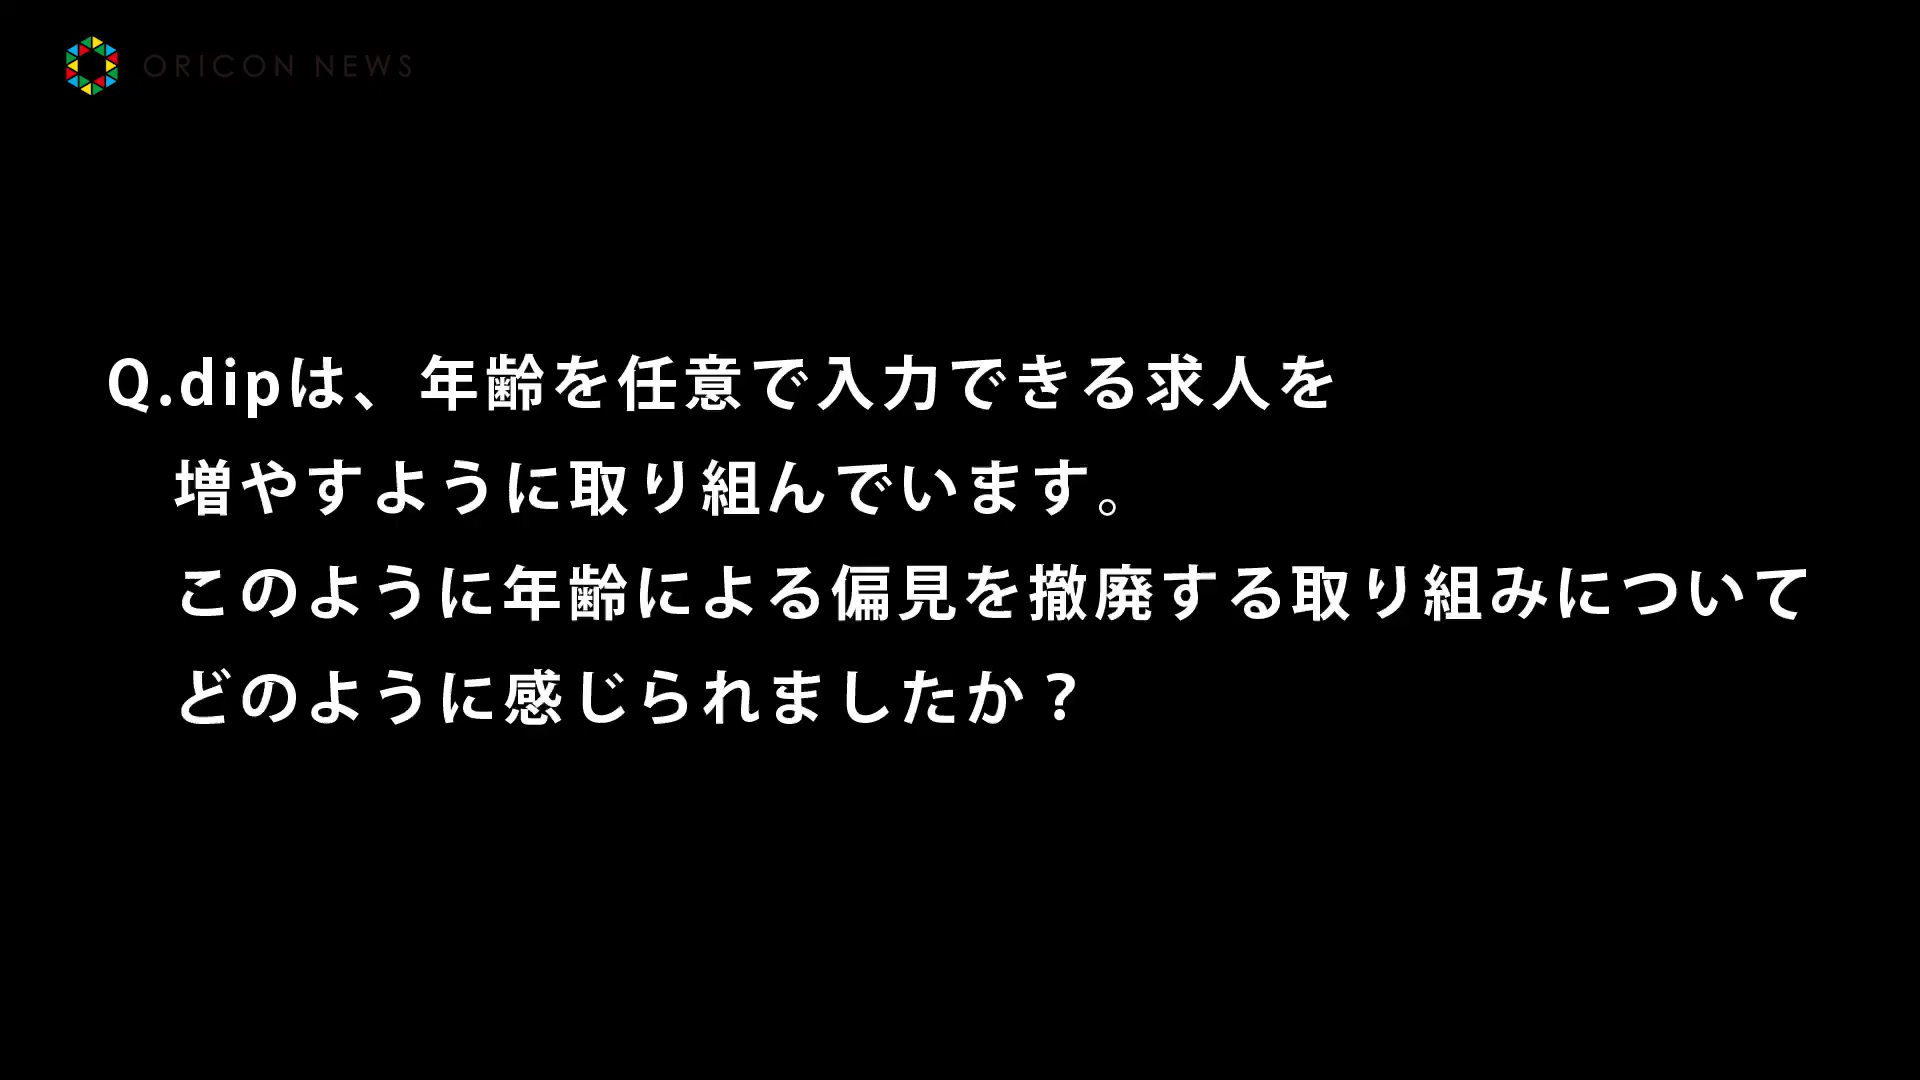 ORICON NEWS
Q.dipは、年齢を任意で入力できる求人を
増やすように取り組んでいます。
このように年齢による偏見を撤廃する取り組みについて
どのように感じられましたか？